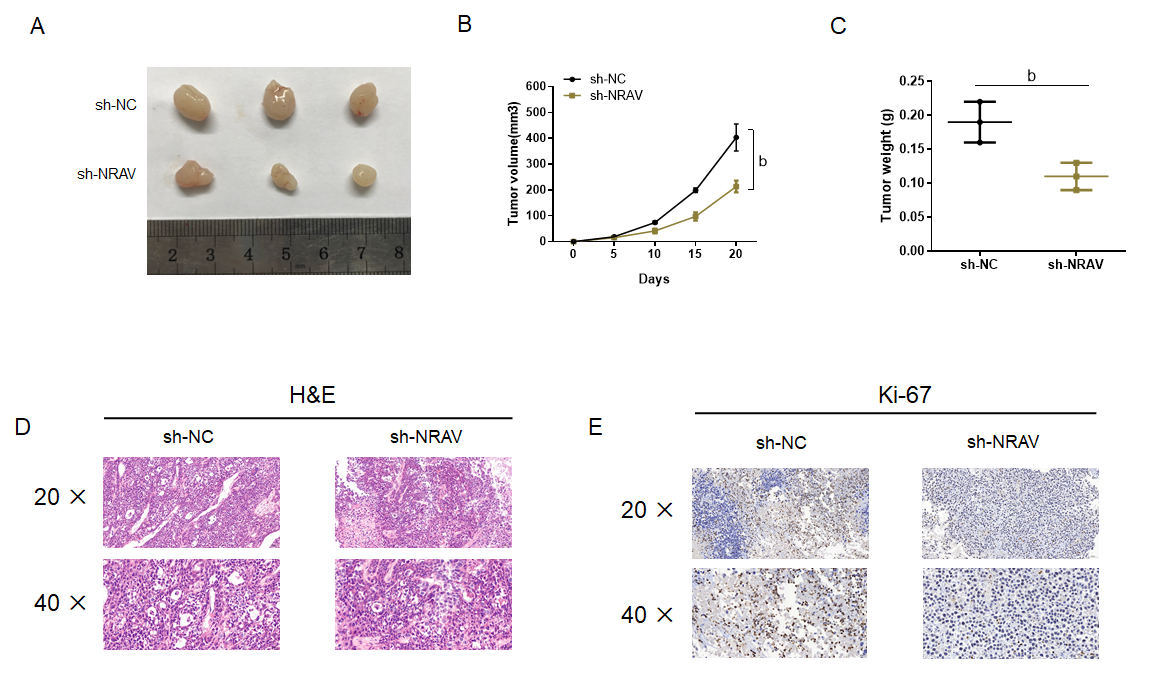 A
sh-NC
sh-NRAV
2 3 4 5 6 7 8
B
sh-NC
sh-NRAV
Tumor volume(mm3)
600
500
400
300
200
100
0
0 5 10 15 20
Days
b
C
b
Tumor weight (g)
0.25
0.20
0.15
0.10
0.05
0.00
sh-NC sh-NRAV
D
H&E
sh-NC sh-NRAV
20 ×
40 ×
E
Ki-67
sh-NC sh-NRAV
20 ×
40 ×